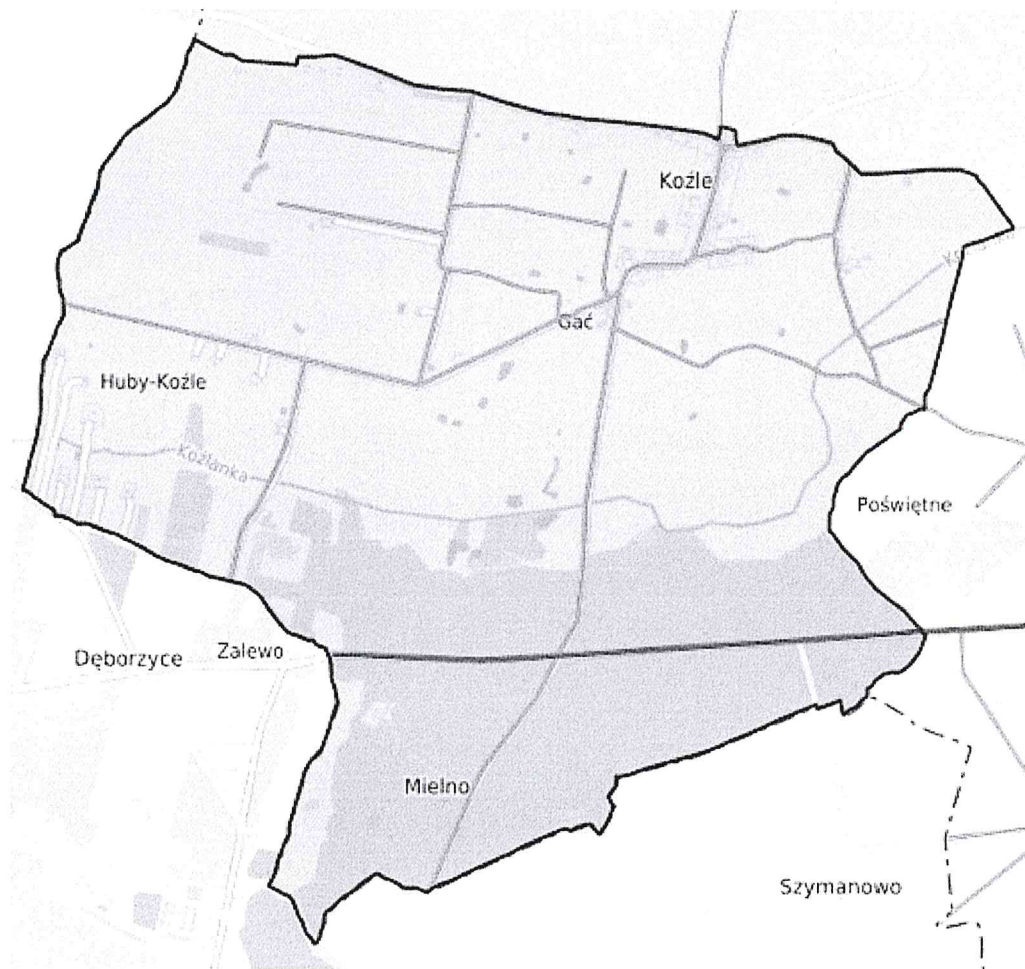 Koźle
Gać
Huby-Koźle
Koźlanka
Poświętne
Dęborzyce
Zalewo
Mielno
Szymanowo